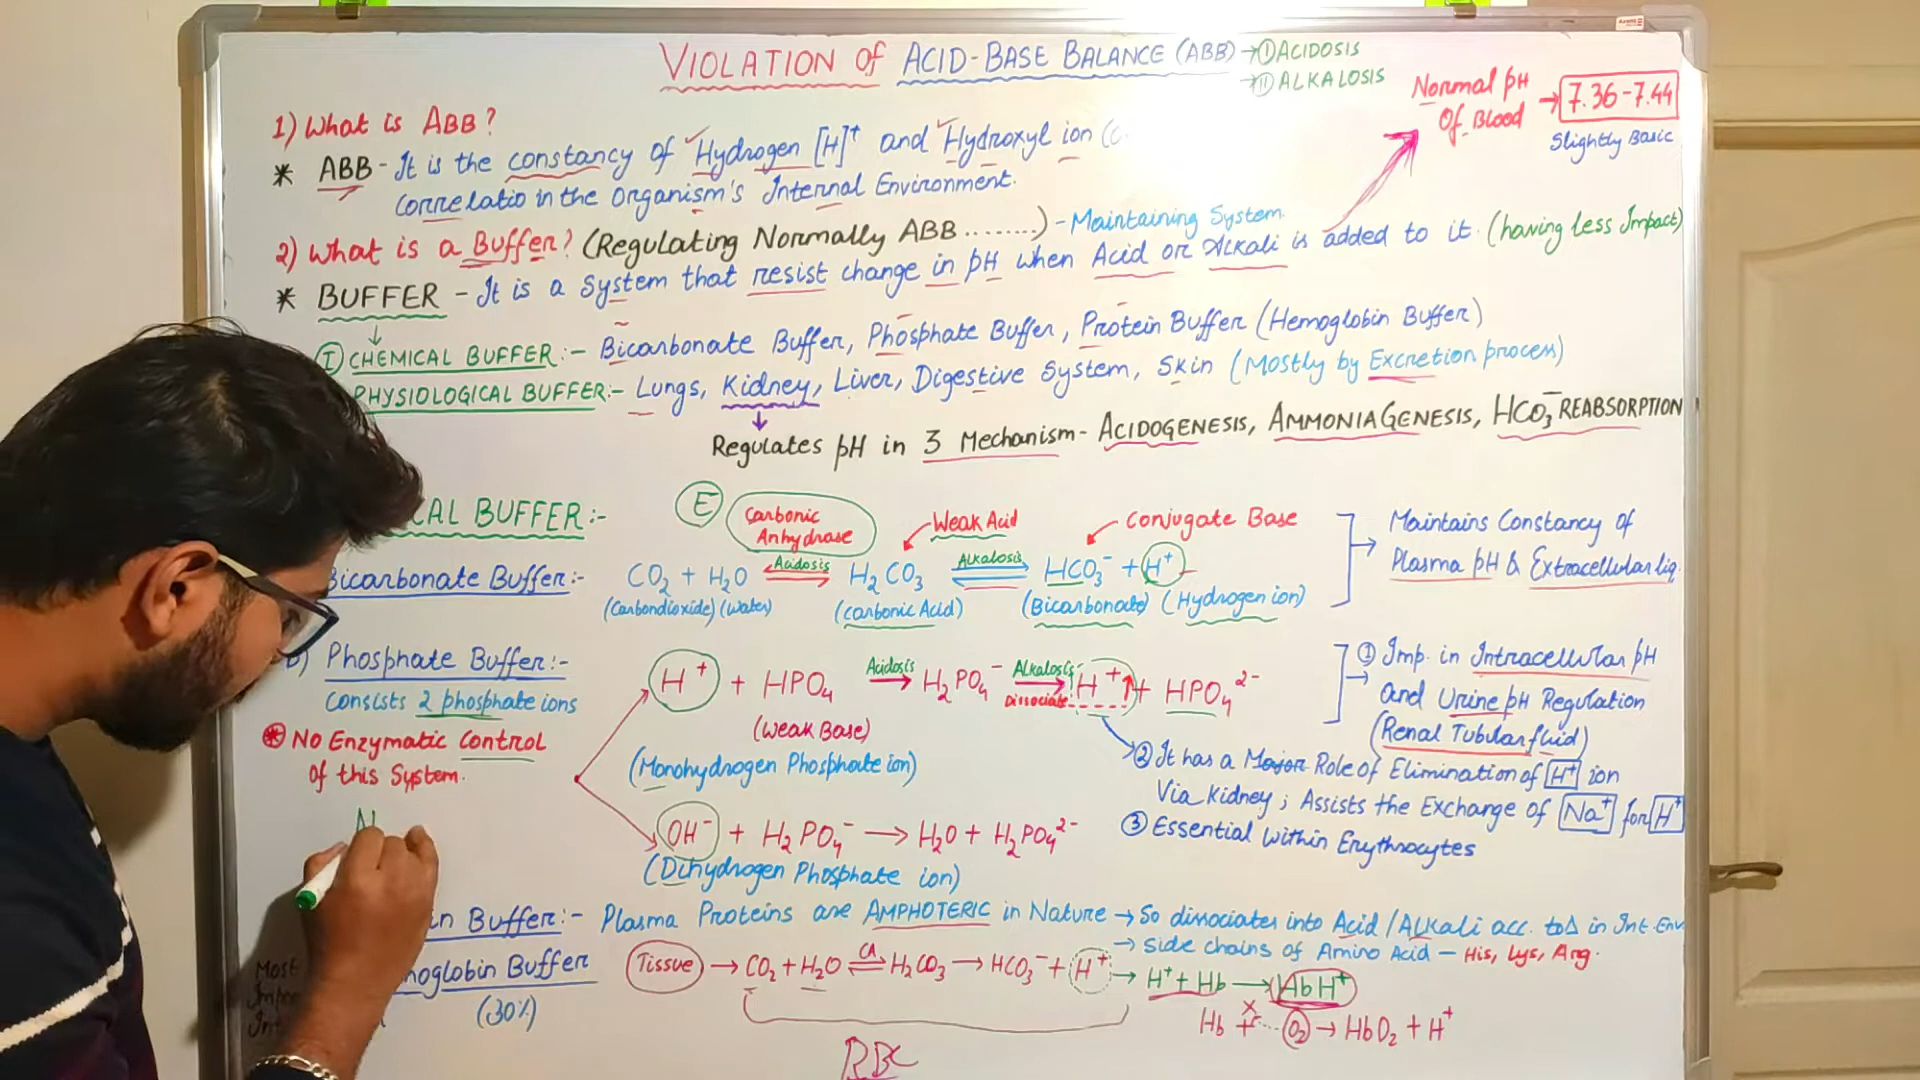 VIOLATION Of ACID-BASE BALANCE (ABB) → I ACIDOSIS
→ II ALKALOSIS
Normal pH Of Blood → 7.36-7.44
Slightly Basic
1) What is ABB?
* ABB - It is the constancy of Hydrogen [H]⁺ and Hydroxyl ion
Correlatio in the Organism's Internal Environment.
2) What is a Buffer? (Regulating Normally ABB ........) - Maintaining System
* BUFFER - It is a System that resist change in pH when Acid or Alkali is added to it. (having less Impact)
↓
I CHEMICAL BUFFER:- Bicarbonate Buffer, Phosphate Buffer, Protein Buffer (Hemoglobin Buffer)
PHYSIOLOGICAL BUFFER:- Lungs, Kidney, Liver, Digestive System, Skin (Mostly by Excretion process)
↓
Regulates pH in 3 Mechanism- ACIDOGENESIS, AMMONIAGENESIS, HCO₃⁻ REABSORPTION
CAL BUFFER:-
E Carbonic Anhydrase
Weak Acid
Conjugate Base
Bicarbonate Buffer:- CO₂ + H₂O ⇌ Acidosis H₂CO₃ ⇌ Alkalosis HCO₃⁻ + H⁺
(Carbondioxide) (Water) (Carbonic Acid) (Bicarbonate) (Hydrogen ion)
→ Maintains Constancy of
Plasma pH & Extracellular liq.
b) Phosphate Buffer:-
Consists 2 phosphate ions
* No Enzymatic Control
of this System.
H⁺ + HPO₄ → Acidosis H₂PO₄⁻ → Alkalosis Dissociate H⁺ ↑ + HPO₄²⁻
(Weak Base)
(Monohydrogen Phosphate ion)
OH⁻ + H₂PO₄⁻ → H₂O + H₂PO₄²⁻
(Dihydrogen Phosphate ion)
→ ① Imp. in Intracellular pH
and Urine pH Regulation
(Renal Tubular fluid)
② It has a Major Role of Elimination of H⁺ ion
Via Kidney; Assists the Exchange of Na⁺ for H⁺
③ Essential Within Erythrocytes
in Buffer:- Plasma Proteins are AMPHOTERIC in Nature → So dissociates into Acid/Alkali acc. to Δ in Int. Env
→ side chains of Amino Acid - His, Lys, Arg.
Most
moglobin Buffer
(30%)
Tissue → CO₂ + H₂O ⇌ CA H₂CO₃ → HCO₃⁻ + H⁺ → H⁺ + Hb → HbH⁺
Hb + O₂ → HbO₂ + H⁺
RBC